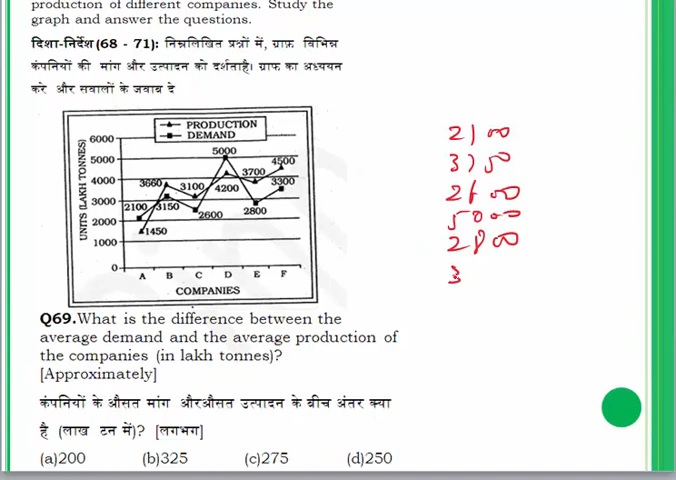 production of different companies. Study the
graph and answer the questions.
दिशा-निर्देश(68 - 71): निम्नलिखित प्रश्नों में, ग्राफ़ विभिन्न
कंपनियों की मांग और उत्पादन को दर्शताहै। ग्राफ का अध्ययन
करे और सवालों के जवाब दे
PRODUCTION
DEMAND
UNITS (LAKH TONNES)
6000
5000
4000
3000
2000
1000
0
5000
3660 3100 3700 4500
4200 3300
2100 3150 2600 2800
1450
A B C D E F
COMPANIES
2100
3150
2600
5000
2800
3
Q69.What is the difference between the
average demand and the average production of
the companies (in lakh tonnes)?
[Approximately]
कंपनियों के औसत मांग औरऔसत उत्पादन के बीच अंतर क्या
है (लाख टन में)? [लगभग]
(a)200 (b)325 (c)275 (d)250